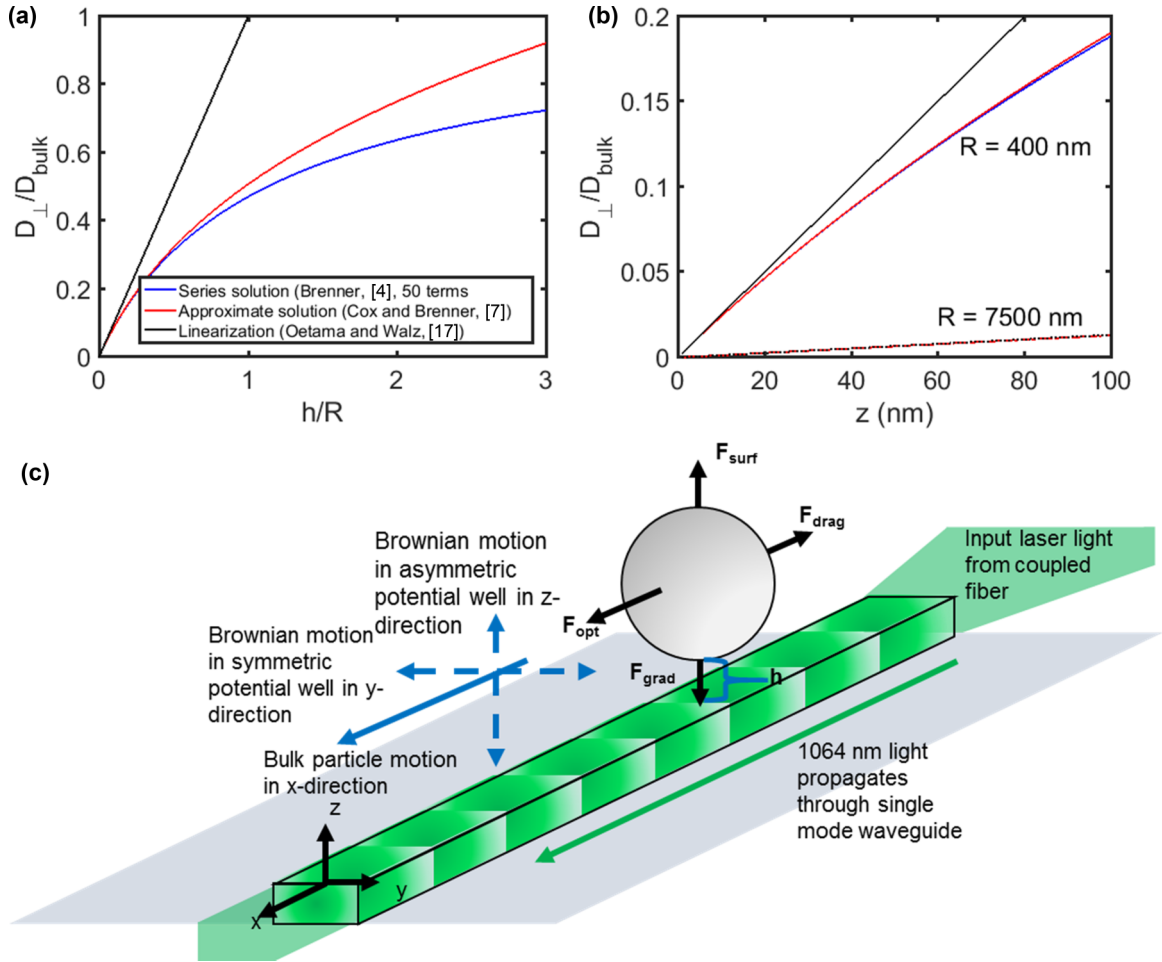 (a)
1
0.8
0.6
0.4
0.2
0
D⊥/Dbulk
Series solution (Brenner, [4], 50 terms
Approximate solution (Cox and Brenner, [7])
Linearization (Oetama and Walz, [17])
0
1
2
3
h/R
(b)
0.2
0.15
0.1
0.05
0
D⊥/Dbulk
R = 400 nm
R = 7500 nm
0
20
40
60
80
100
z (nm)
(c)
Fsurf
Fdrag
Fopt
Fgrad
h
Input laser light
from coupled
fiber
Brownian motion
in asymmetric
potential well in z-
direction
Brownian motion
in symmetric
potential well in y-
direction
Bulk particle motion
in x-direction
1064 nm light
propagates
through single
mode waveguide
z
y
x